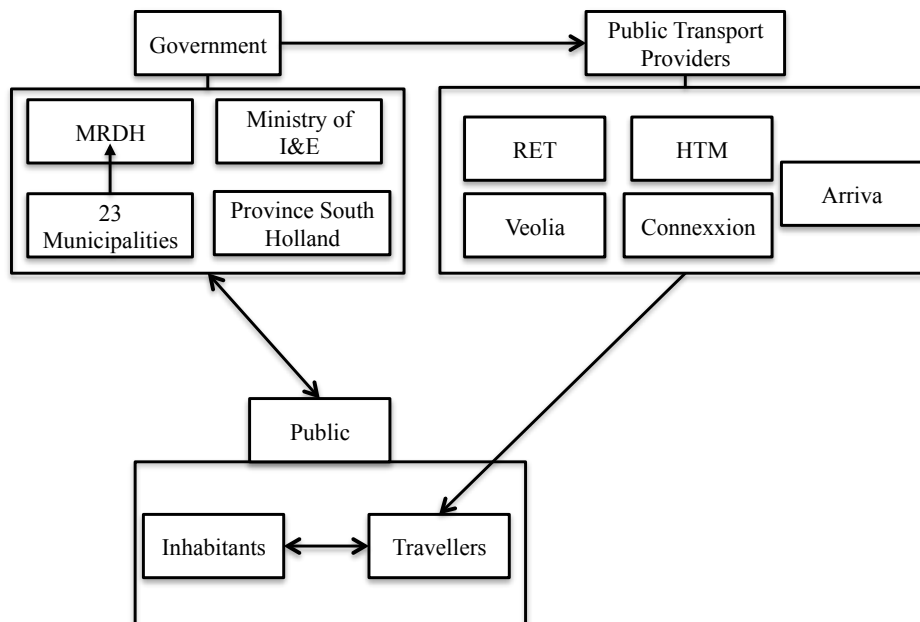 Government
Public Transport
Providers
MRDH
Ministry of
I&E
23
Municipalities
Province South
Holland
RET
HTM
Arriva
Veolia
Connexxion
Public
Inhabitants
Travellers